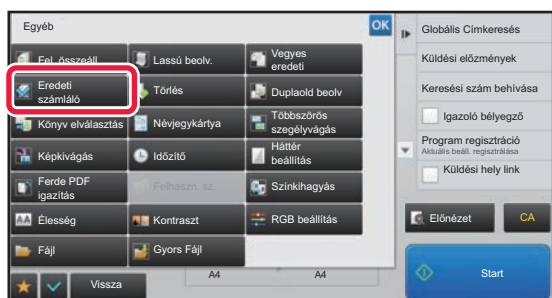 Egyéb
OK
Fel. összeáll.
Lassú beolv.
Vegyes
eredeti
Eredeti
számláló
Törlés
Duplaold beolv
Könyv elválasztás
Névjegykártya
Többszörös
szegélyvágás
Képkivágás
Időzítő
Háttér
beállítás
Ferde PDF
igazítás
Felhaszn. sz.
Színkihagyás
AA
Élesség
Kontraszt
RGB beállítás
Fájl
Gyors Fájl
Vissza
A4
A4
Globális Címkeresés
Küldési előzmények
Keresési szám behívása
Igazoló bélyegző
Program regisztráció
Aktuális beáll. regisztrálása
Küldési hely link
Előnézet
CA
Start